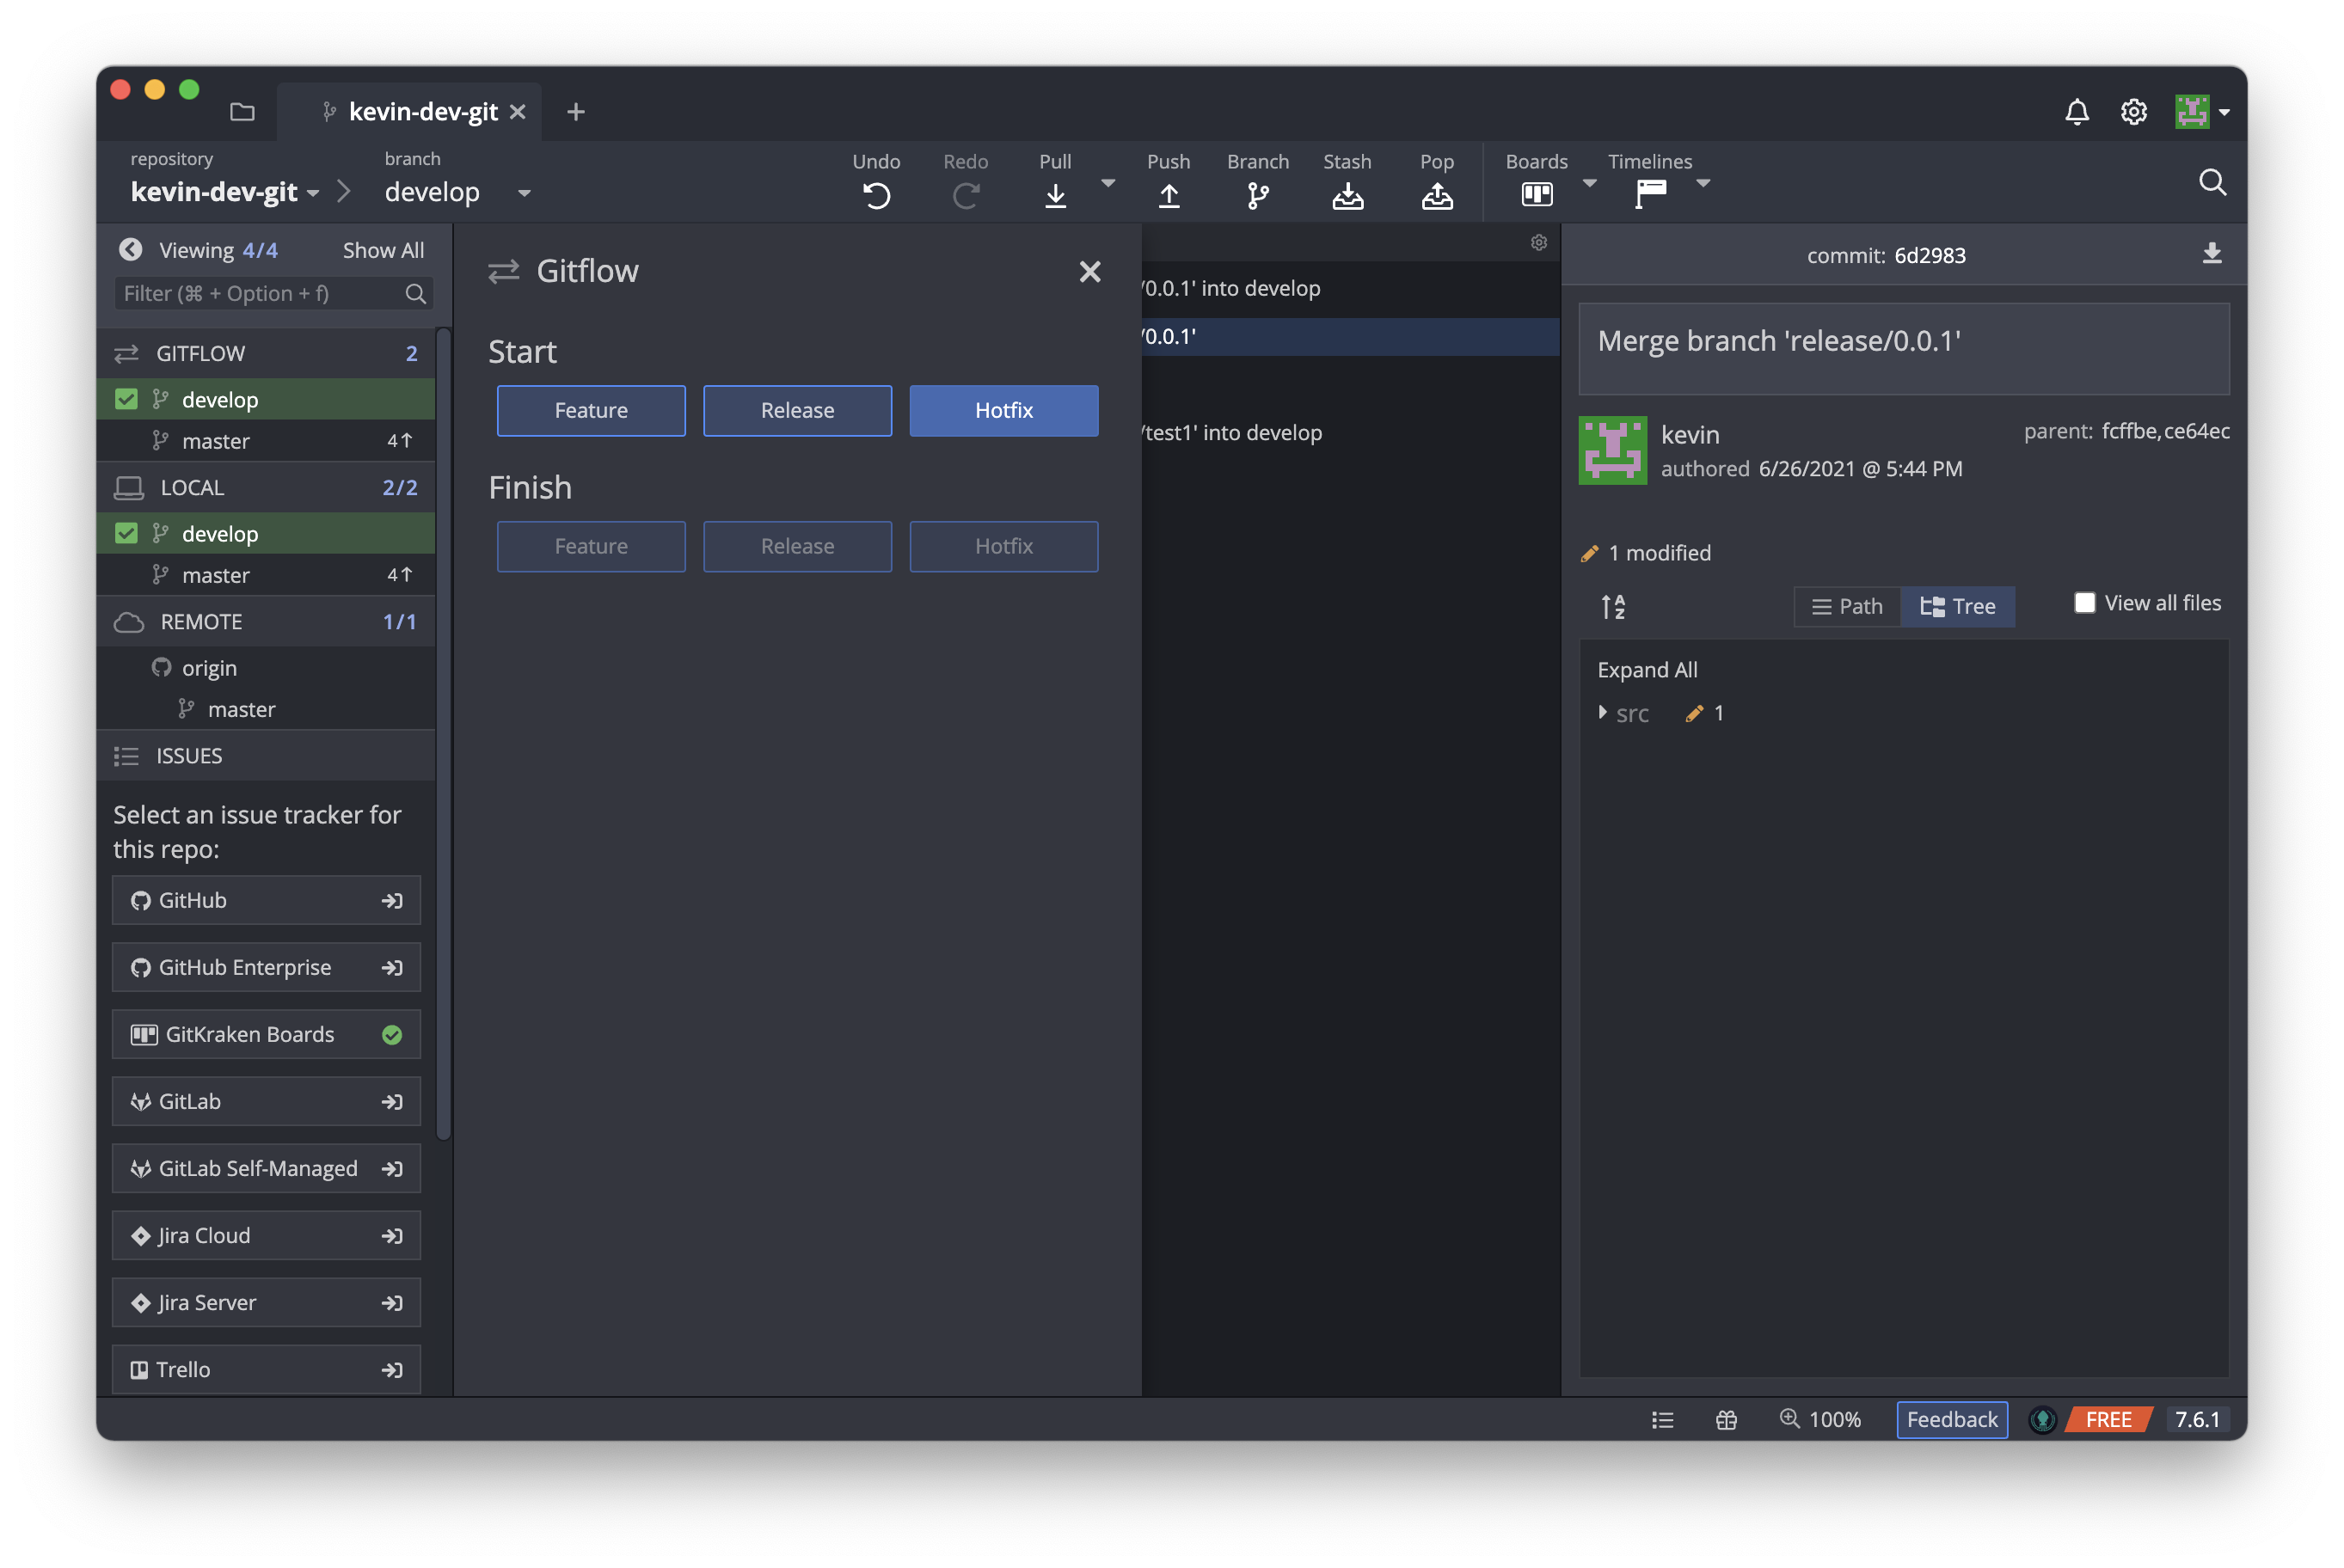 kevin-dev-git
repository
kevin-dev-git
branch
develop
Undo
Redo
Pull
Push
Branch
Stash
Pop
Boards
Timelines
Viewing 4/4
Show All
Filter (⌘ + Option + f)
GITFLOW 2
develop
master 4↑
LOCAL 2/2
develop
master 4↑
REMOTE 1/1
origin
master
ISSUES
Select an issue tracker for
this repo:
GitHub
GitHub Enterprise
GitKraken Boards
GitLab
GitLab Self-Managed
Jira Cloud
Jira Server
Trello
Gitflow
Start
Feature Release Hotfix
Finish
Feature Release Hotfix
/0.0.1' into develop
/0.0.1'
/test1' into develop
commit: 6d2983
Merge branch 'release/0.0.1'
kevin
authored 6/26/2021 @ 5:44 PM
parent: fcffbe,ce64ec
1 modified
A
Z
Path Tree
View all files
Expand All
src 1
100%
Feedback
FREE
7.6.1